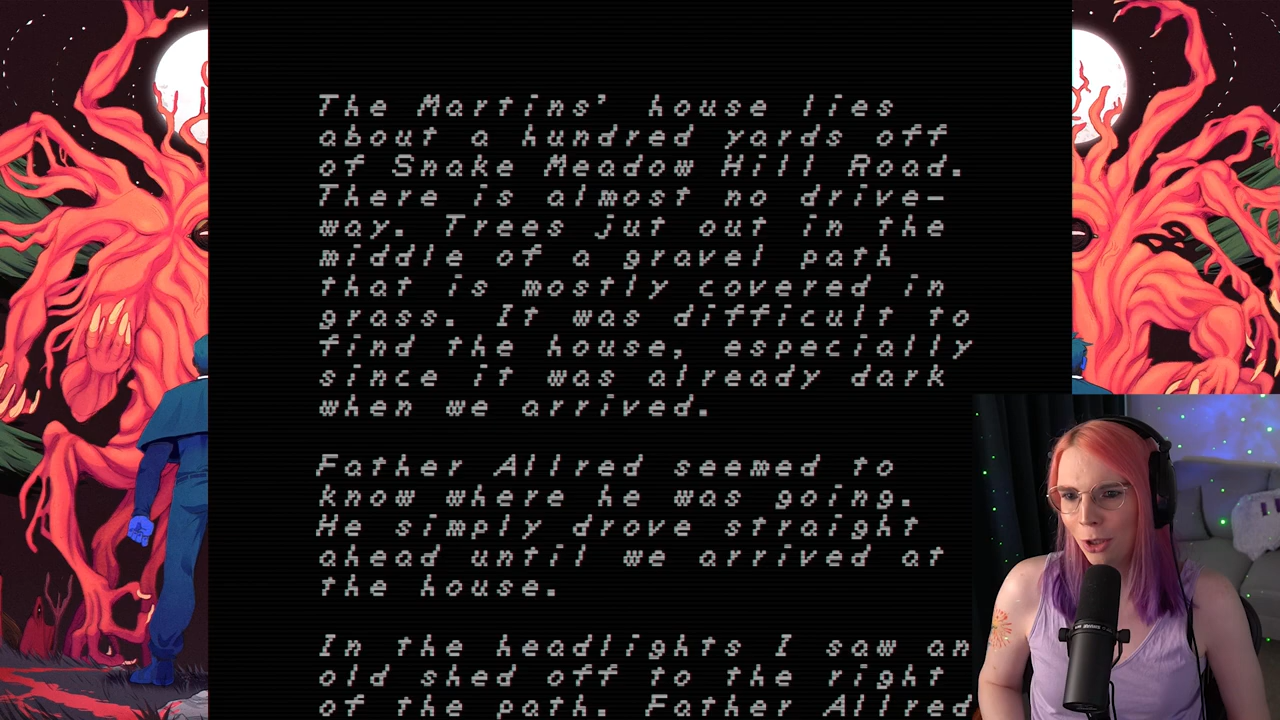 The Martins' house lies
about a hundred yards off
of Snake Meadow Hill Road.
There is almost no drive-
way. Trees jut out in the
middle of a gravel path
that is mostly covered in
grass. It was difficult to
find the house, especially
since it was already dark
when we arrived.
Father Allred seemed to
know where he was going.
He simply drove straight
ahead until we arrived at
the house.
In the headlights I saw an
old shed off to the right
of the path. Father Allred